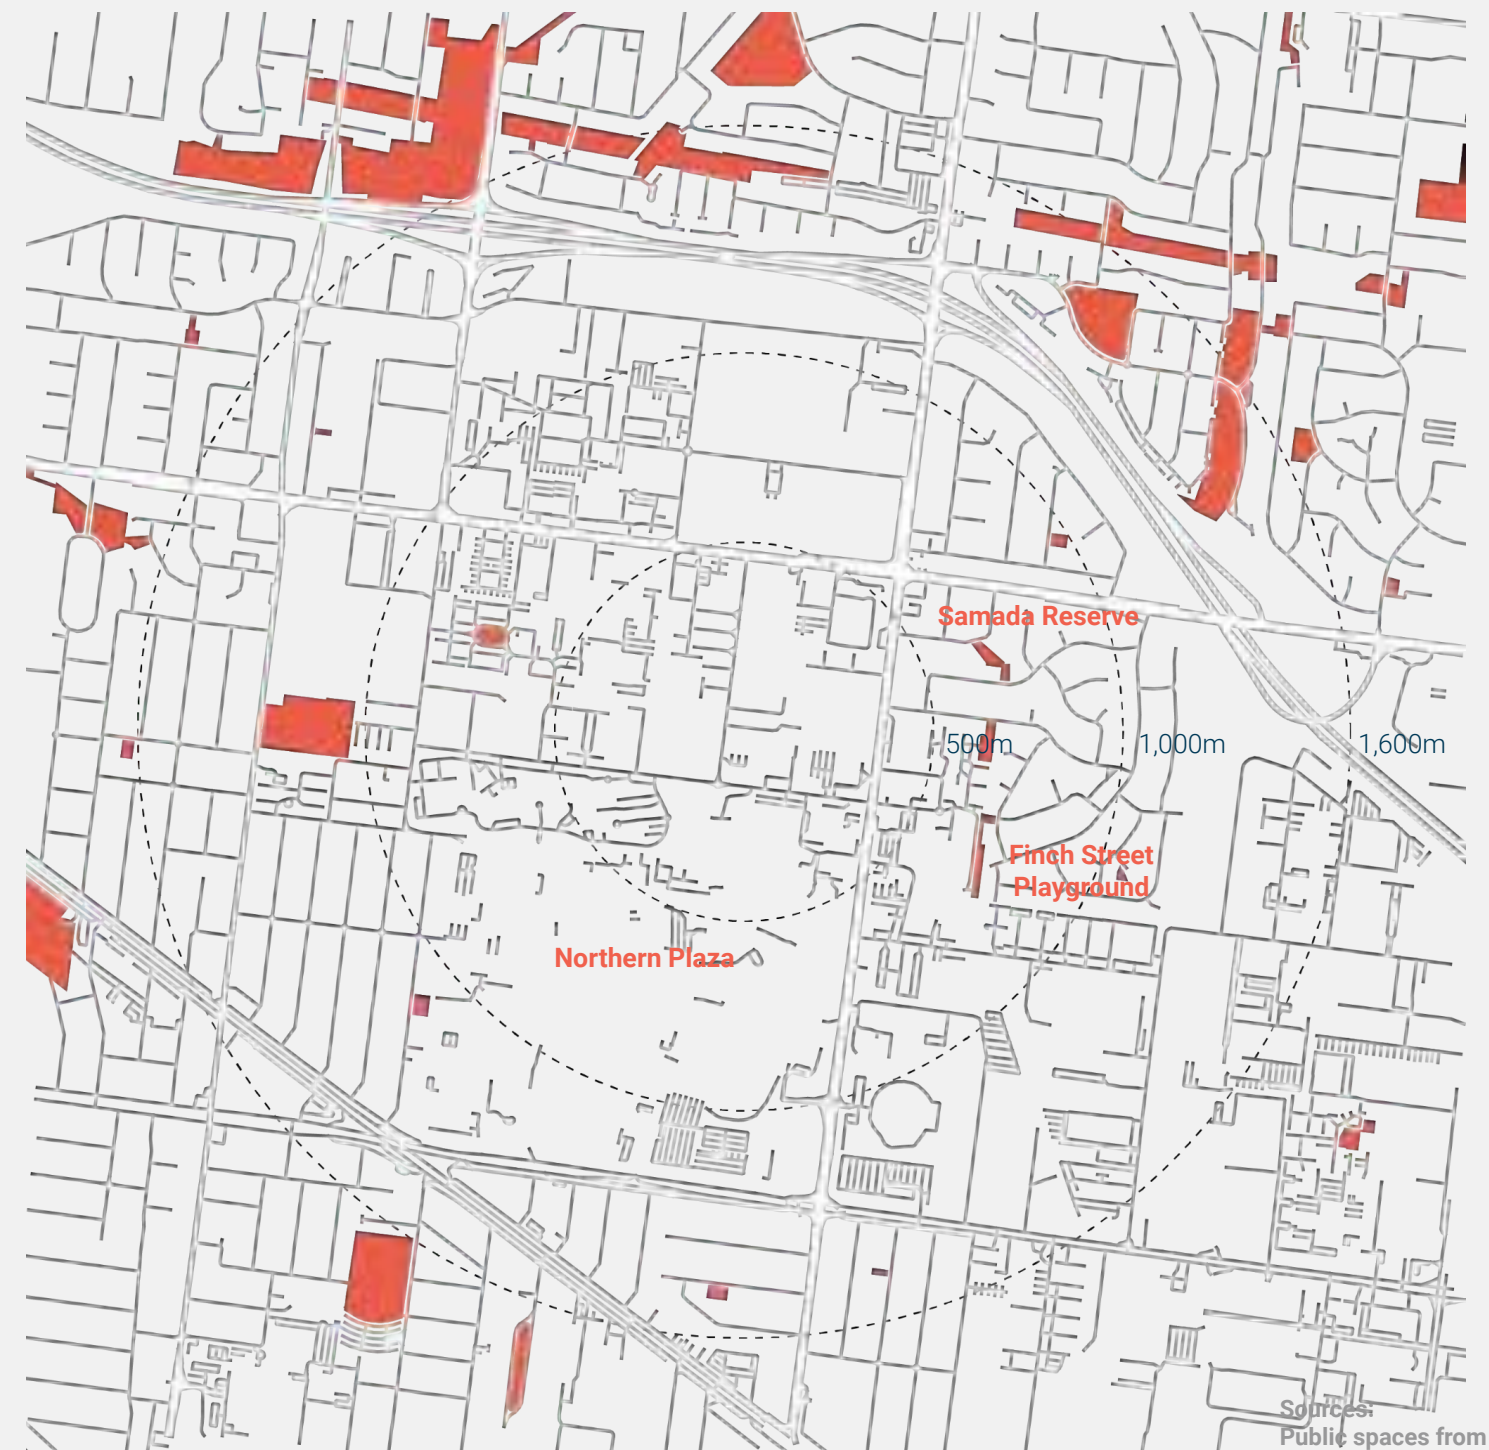 Samada Reserve
500m
1,000m
1,600m
Finch Street
Playground
Northern Plaza
Sources:
Public spaces from